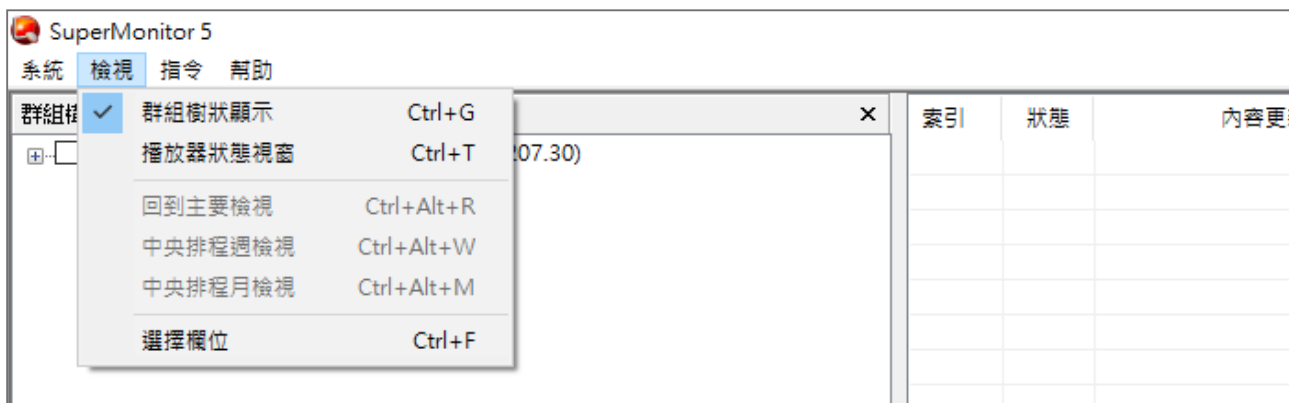 SuperMonitor 5
系統 檢視 指令 幫助
群組 × 索引 狀態 內容更
群組樹狀顯示 Ctrl+G
播放器狀態視窗 Ctrl+T
207.30)
回到主要檢視 Ctrl+Alt+R
中央排程週檢視 Ctrl+Alt+W
中央排程月檢視 Ctrl+Alt+M
選擇欄位 Ctrl+F